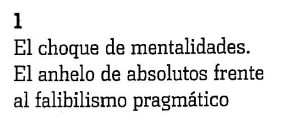 1
El choque de mentalidades.
El anhelo de absolutos frente
al falibilismo pragmático